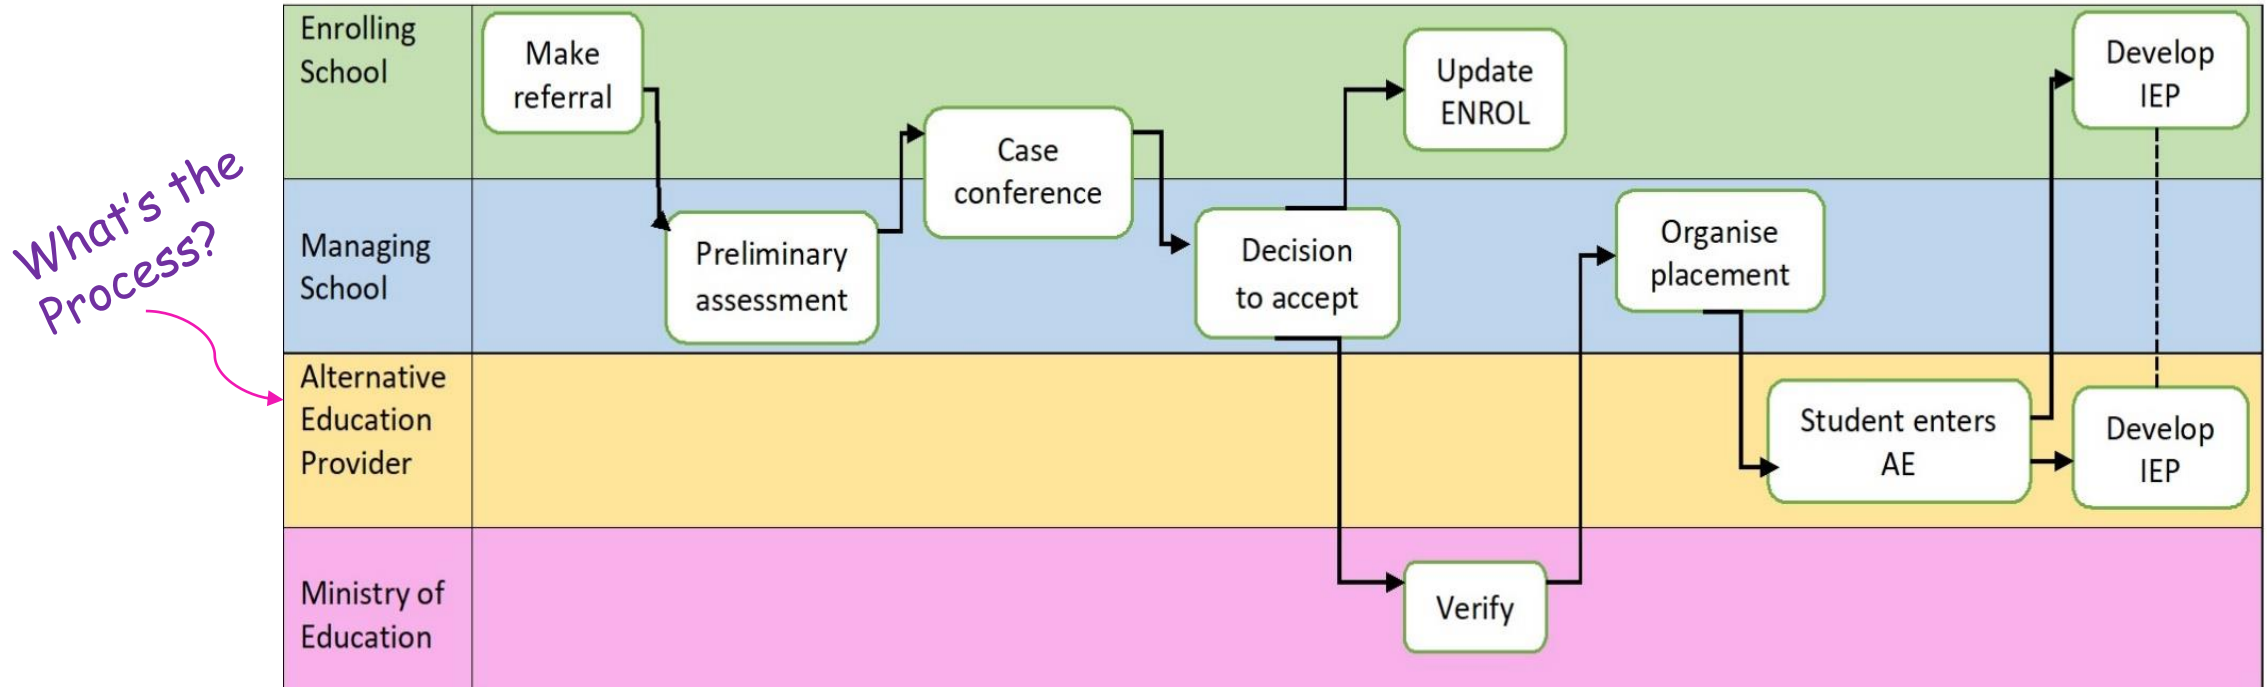 What's the
Process?
Enrolling
School
Make
referral
Case
conference
Update
ENROL
Develop
IEP
Managing
School
Preliminary
assessment
Decision
to accept
Organise
placement
Alternative
Education
Provider
Student enters
AE
Develop
IEP
Ministry of
Education
Verify